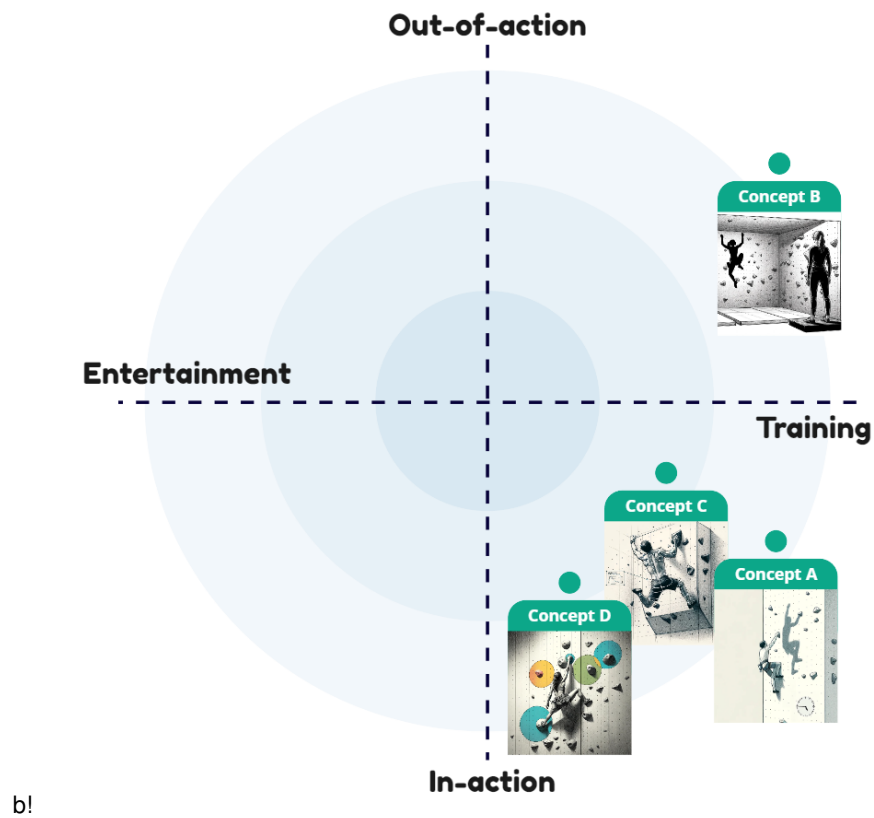 Out-of-action
Concept B
Entertainment
Training
Concept C
Concept A
Concept D
In-action
b!